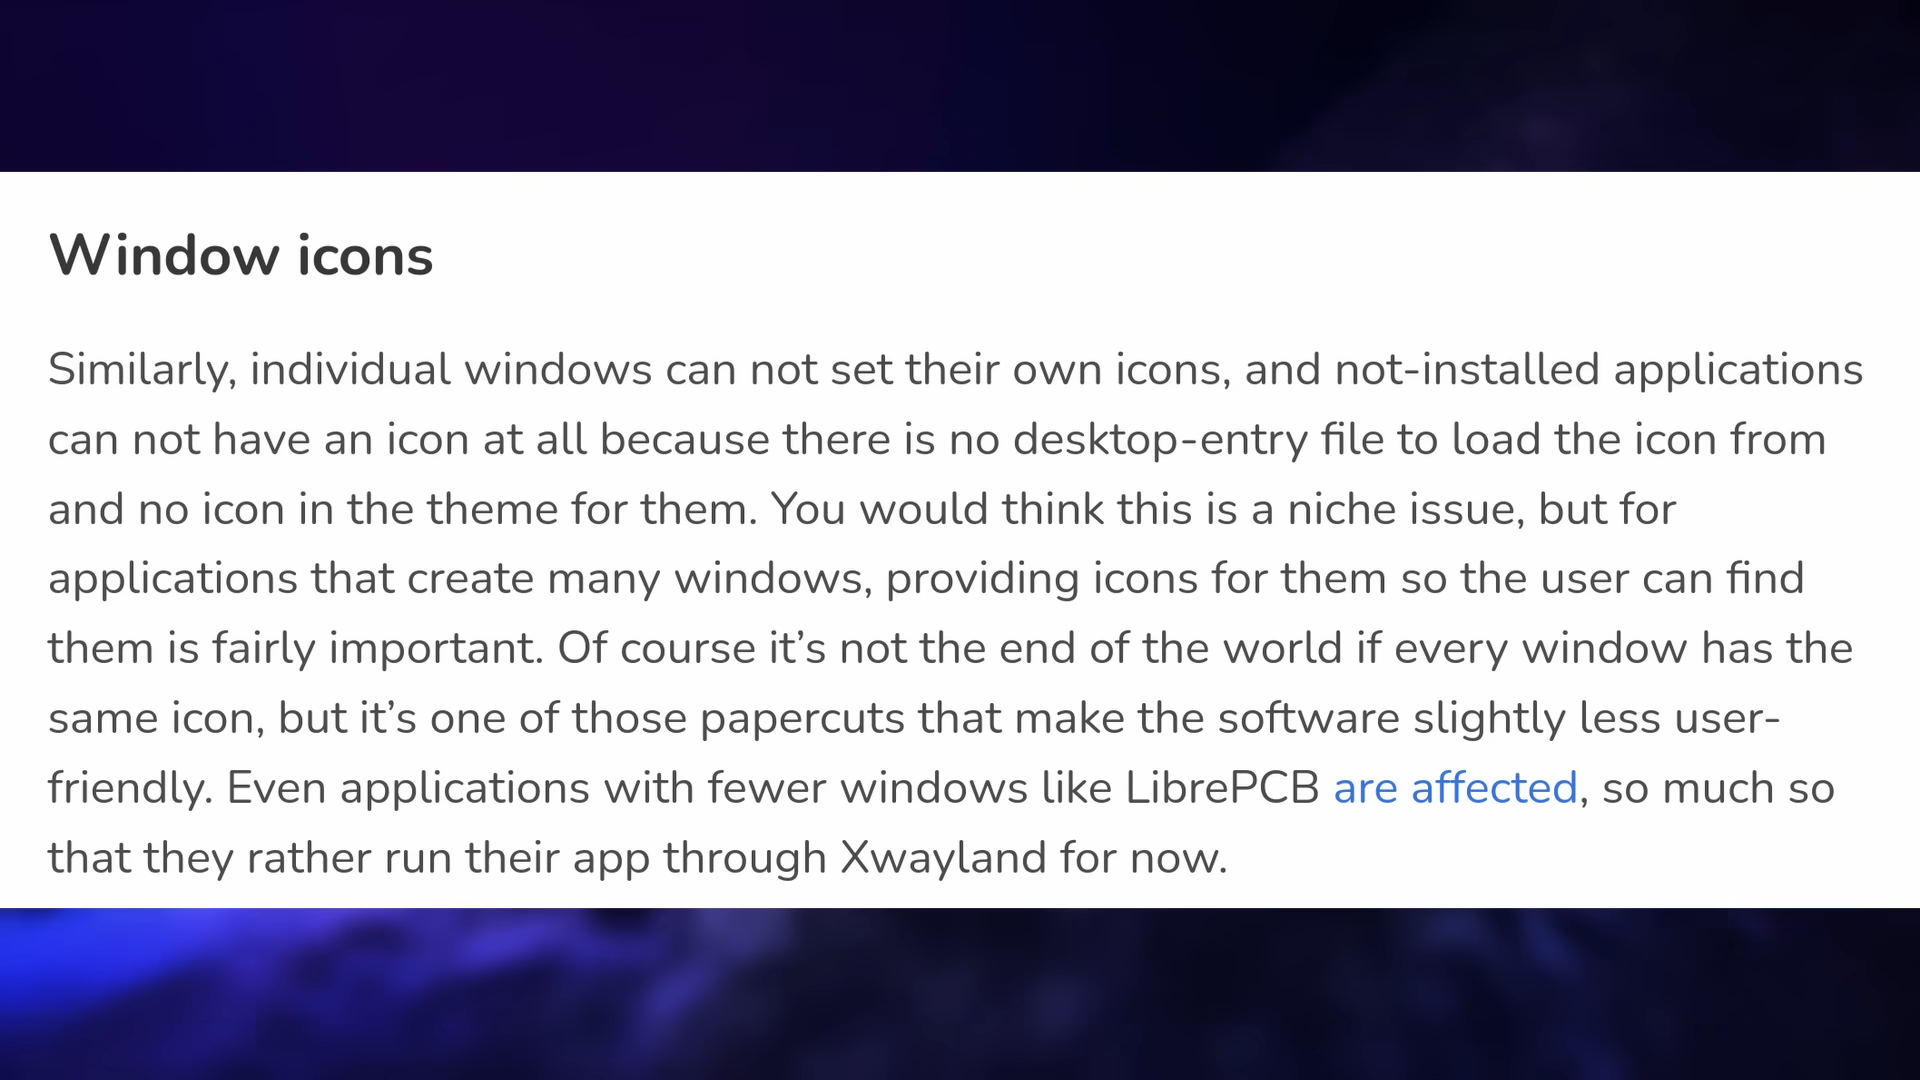 Window icons
Similarly, individual windows can not set their own icons, and not-installed applications
can not have an icon at all because there is no desktop-entry file to load the icon from
and no icon in the theme for them. You would think this is a niche issue, but for
applications that create many windows, providing icons for them so the user can find
them is fairly important. Of course it’s not the end of the world if every window has the
same icon, but it’s one of those papercuts that make the software slightly less user-
friendly. Even applications with fewer windows like LibrePCB are affected, so much so
that they rather run their app through Xwayland for now.